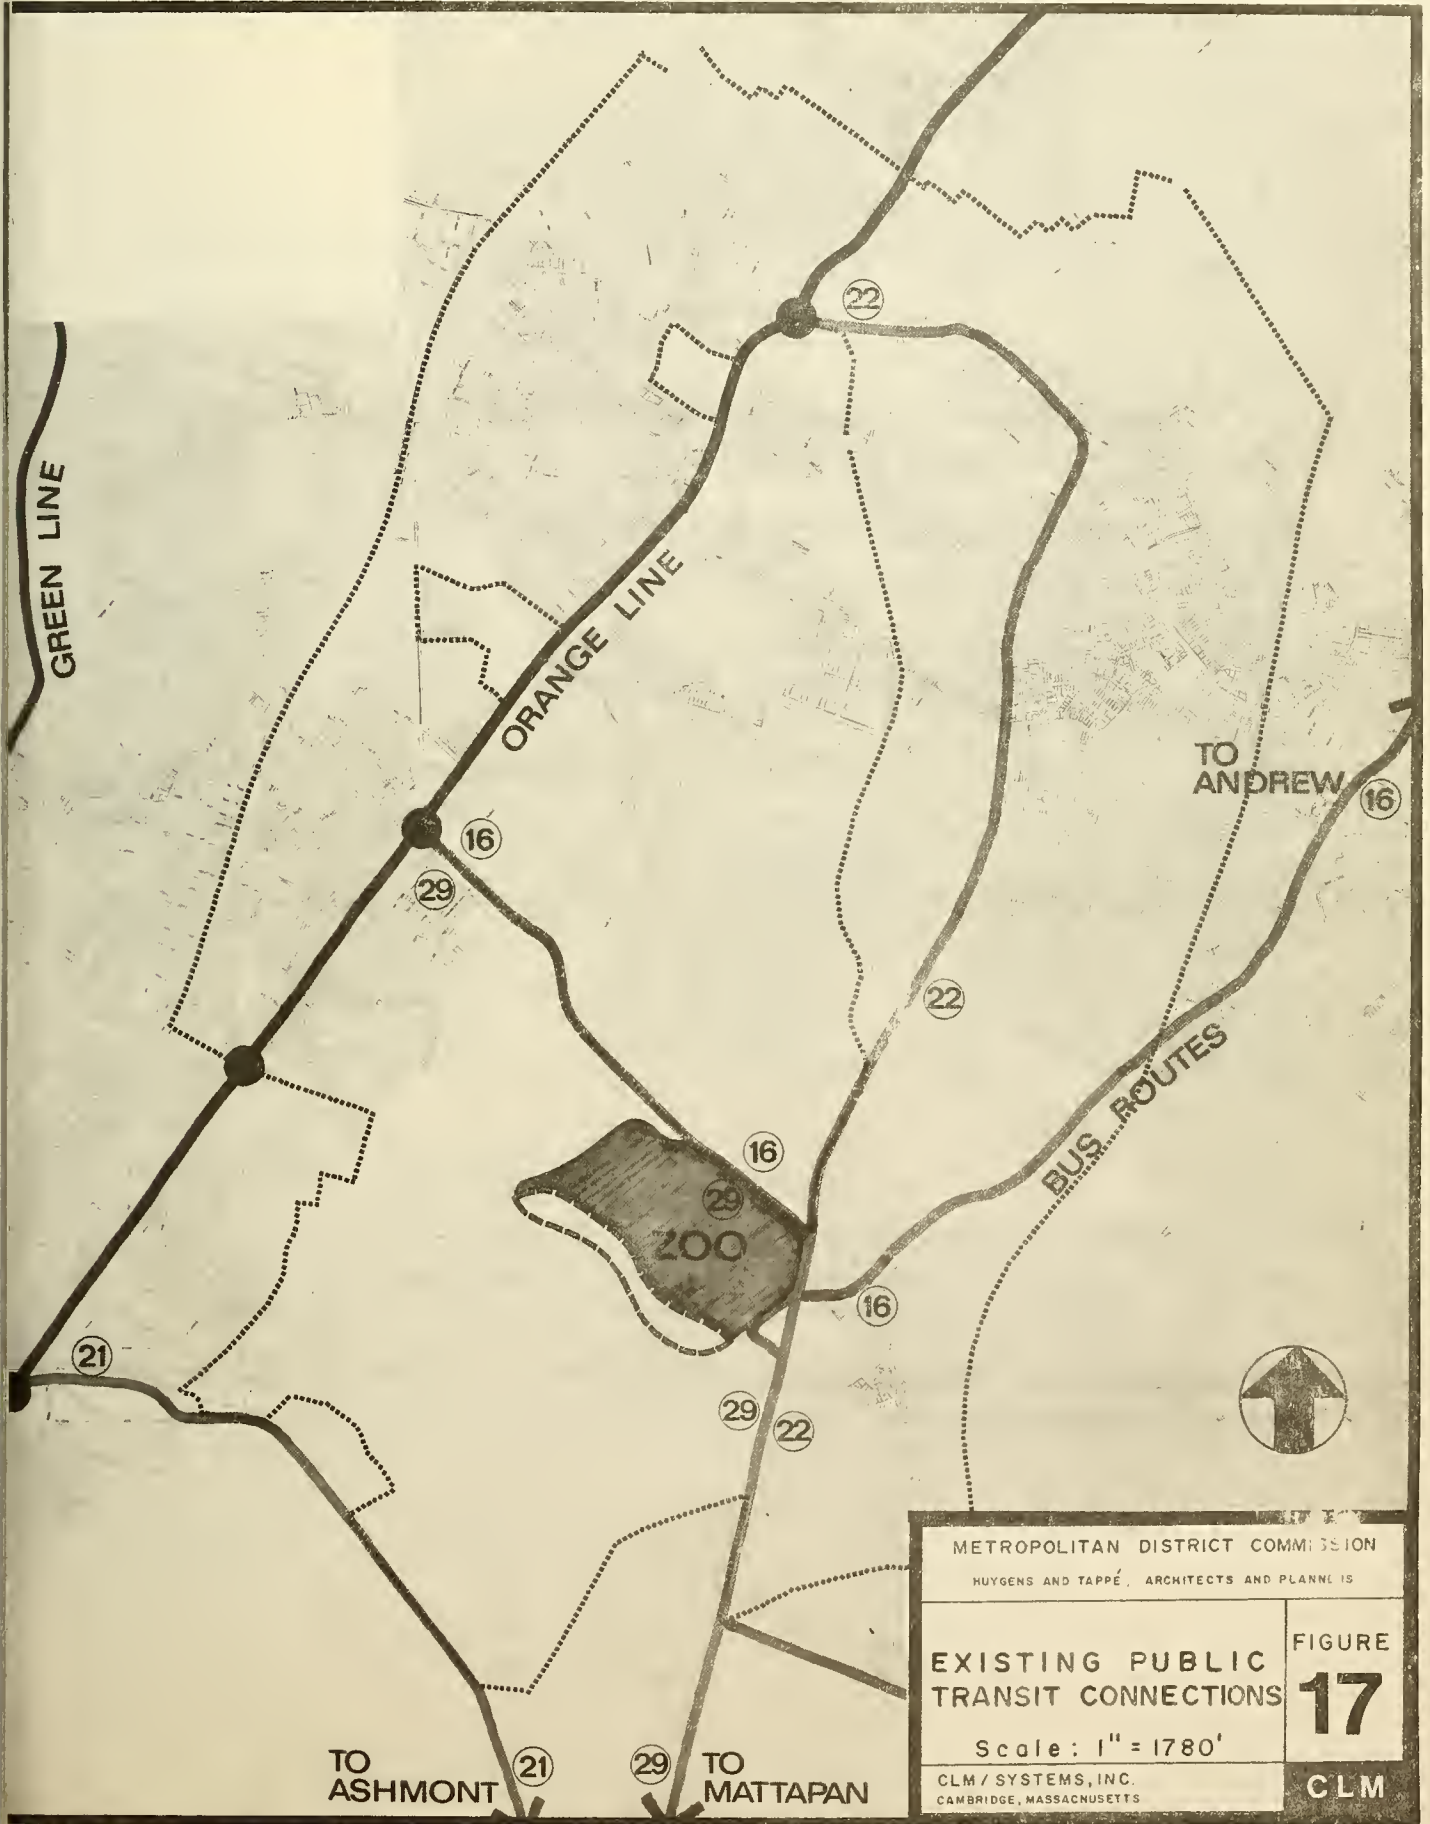 22
GREEN LINE
ORANGE LINE
TO
ANDREW
16
16
29
22
BUS ROUTES
16
29
ZOO
16
21
29
22
METROPOLITAN DISTRICT COMMISSION
HUYGENS AND TAPPÉ, ARCHITECTS AND PLANNERS
EXISTING PUBLIC
TRANSIT CONNECTIONS
Scale: 1" = 1780'
FIGURE
17
CLM / SYSTEMS, INC.
CAMBRIDGE, MASSACHUSETTS
CLM
TO
ASHMONT
21
29
TO
MATTAPAN